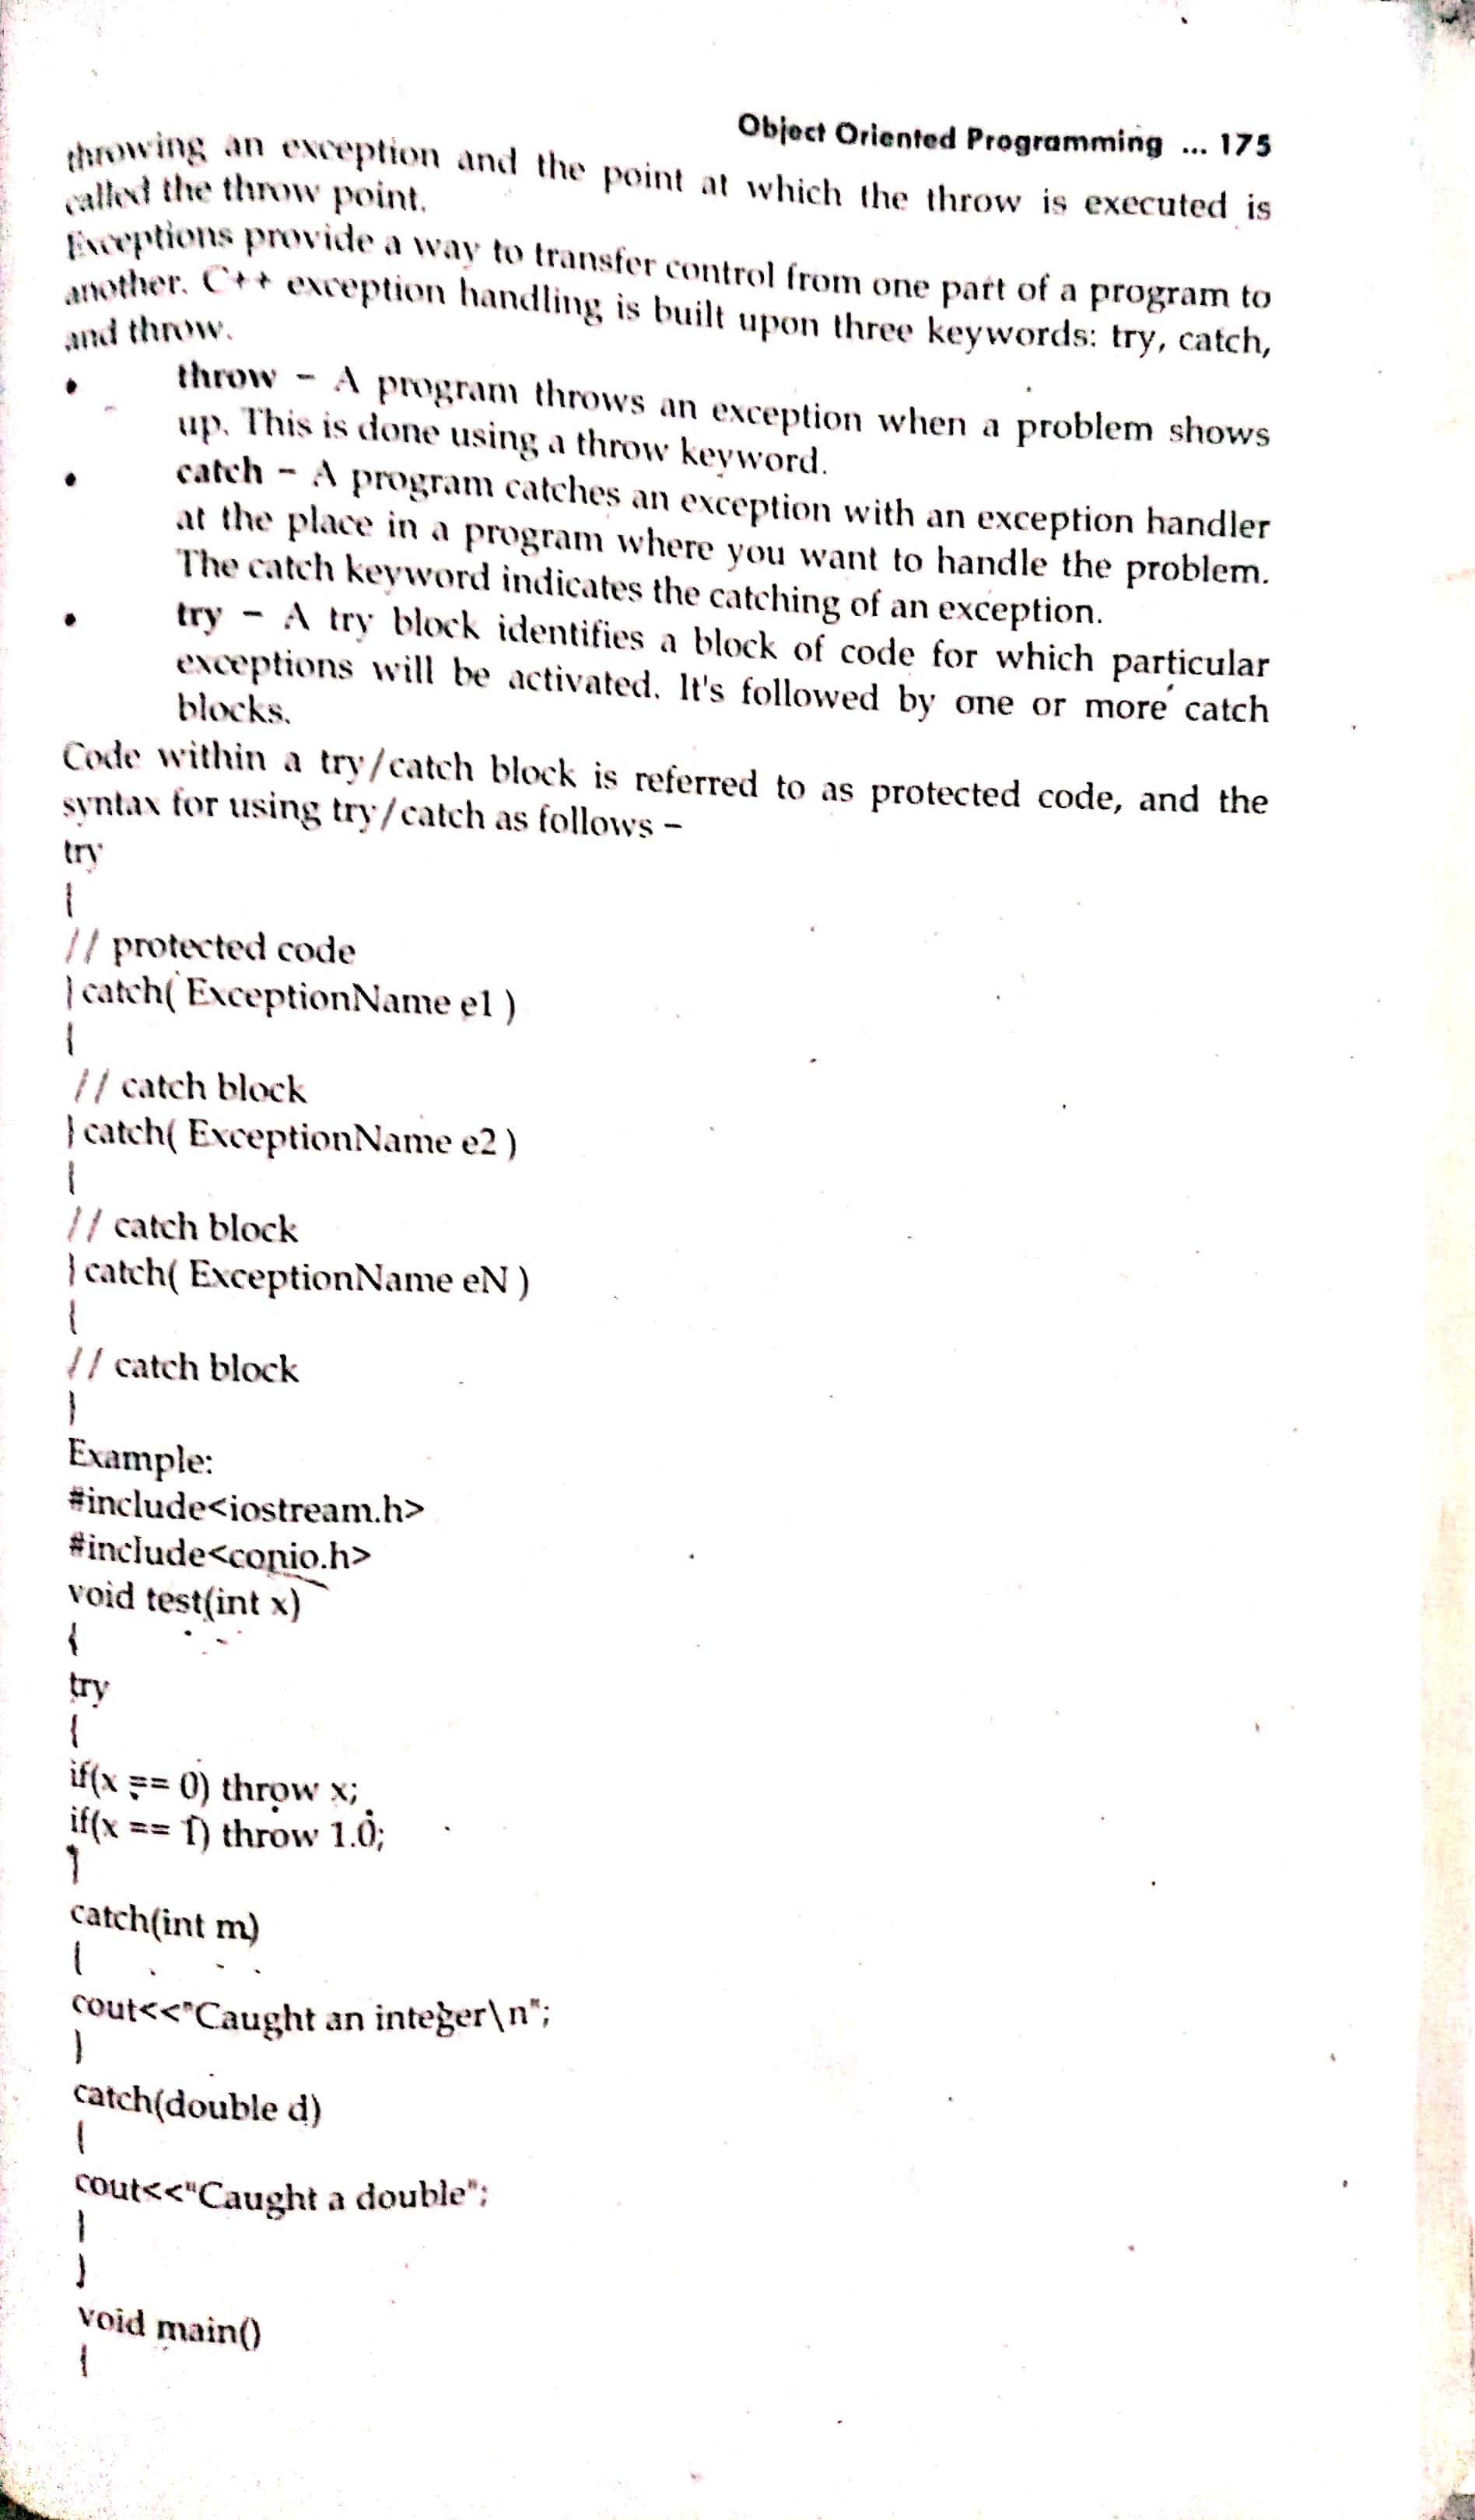 Object Oriented Programming ... 175
throwing an exception and the point at which the throw is executed is
called the throw point.
Exceptions provide a way to transfer control from one part of a program to
another. C++ exception handling is built upon three keywords: try, catch,
and throw.
• throw – A program throws an exception when a problem shows
up. This is done using a throw keyword.
• catch – A program catches an exception with an exception handler
at the place in a program where you want to handle the problem.
The catch keyword indicates the catching of an exception.
• try – A try block identifies a block of code for which particular
exceptions will be activated. It's followed by one or more catch
blocks.
Code within a try/catch block is referred to as protected code, and the
syntax for using try/catch as follows –
try
{
// protected code
} catch( ExceptionName e1 )
{
// catch block
} catch( ExceptionName e2 )
{
// catch block
} catch( ExceptionName eN )
{
// catch block
}
Example:
#include<iostream.h>
#include<conio.h>
void test(int x)
{
try
{
if(x == 0) throw x;
if(x == 1) throw 1.0;
}
catch(int m)
{
cout<<"Caught an integer\n";
}
catch(double d)
{
cout<<"Caught a double";
}
}
void main()
{